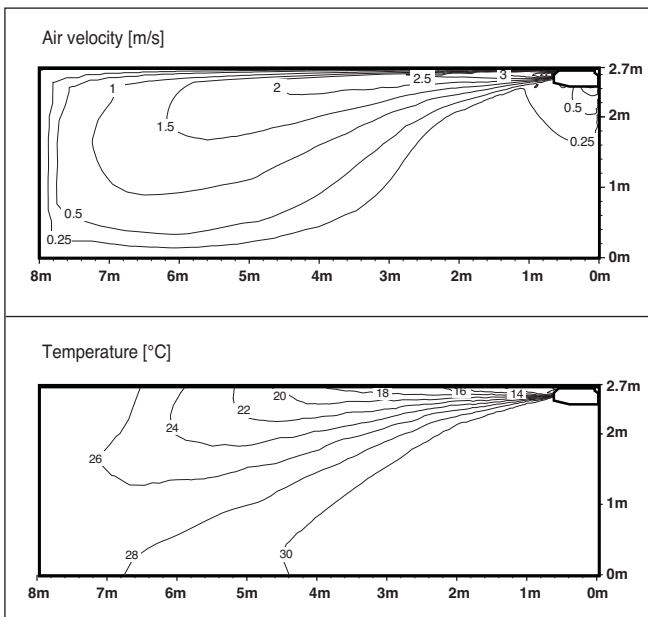 Air velocity [m/s]
2.7m
1
2
2.5
3
0.5
2m
1.5
0.25
1m
0.5
0.25
0m
8m 7m 6m 5m 4m 3m 2m 1m 0m
Temperature [°C]
2.7m
20 18 16 14
22
24
2m
26
1m
28
30
0m
8m 7m 6m 5m 4m 3m 2m 1m 0m